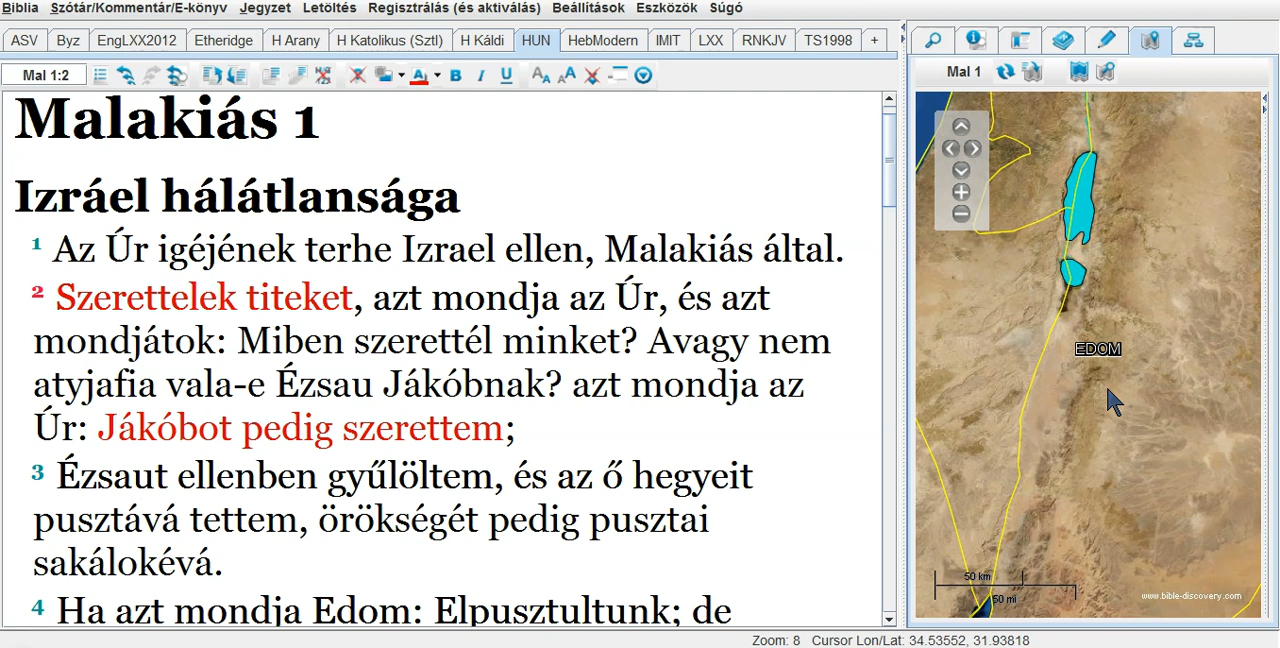 Biblia Szótár/Kommentár/E-könyv Jegyzet Letöltés Regisztrálás (és aktiválás) Beállítások Eszközök Súgó
ASV Byz EngLXX2012 Etheridge H Arany H Katolikus (Sztl) H Káldi HUN HebModern IMIT LXX RNKJV TS1998 +
Mal 1:2
Mal 1
Malakiás 1
Izráel hálátlansága
1 Az Úr igéjének terhe Izrael ellen, Malakiás által.
2 Szerettelek titeket, azt mondja az Úr, és azt
mondjátok: Miben szerettél minket? Avagy nem
atyjafia vala-e Ézsau Jákóbnak? azt mondja az
Úr: Jákóbot pedig szerettem;
3 Ézsaut ellenben gyűlöltem, és az ő hegyeit
pusztává tettem, örökségét pedig pusztai
sakálokévá.
4 Ha azt mondja Edom: Elpusztultunk; de
EDOM
50 km
50 mi
www.bible-discovery.com
Zoom: 8 Cursor Lon/Lat: 34.53552, 31.93818